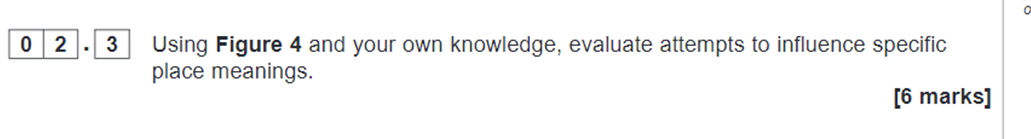 0 2 . 3 Using Figure 4 and your own knowledge, evaluate attempts to influence specific
place meanings.
[6 marks]